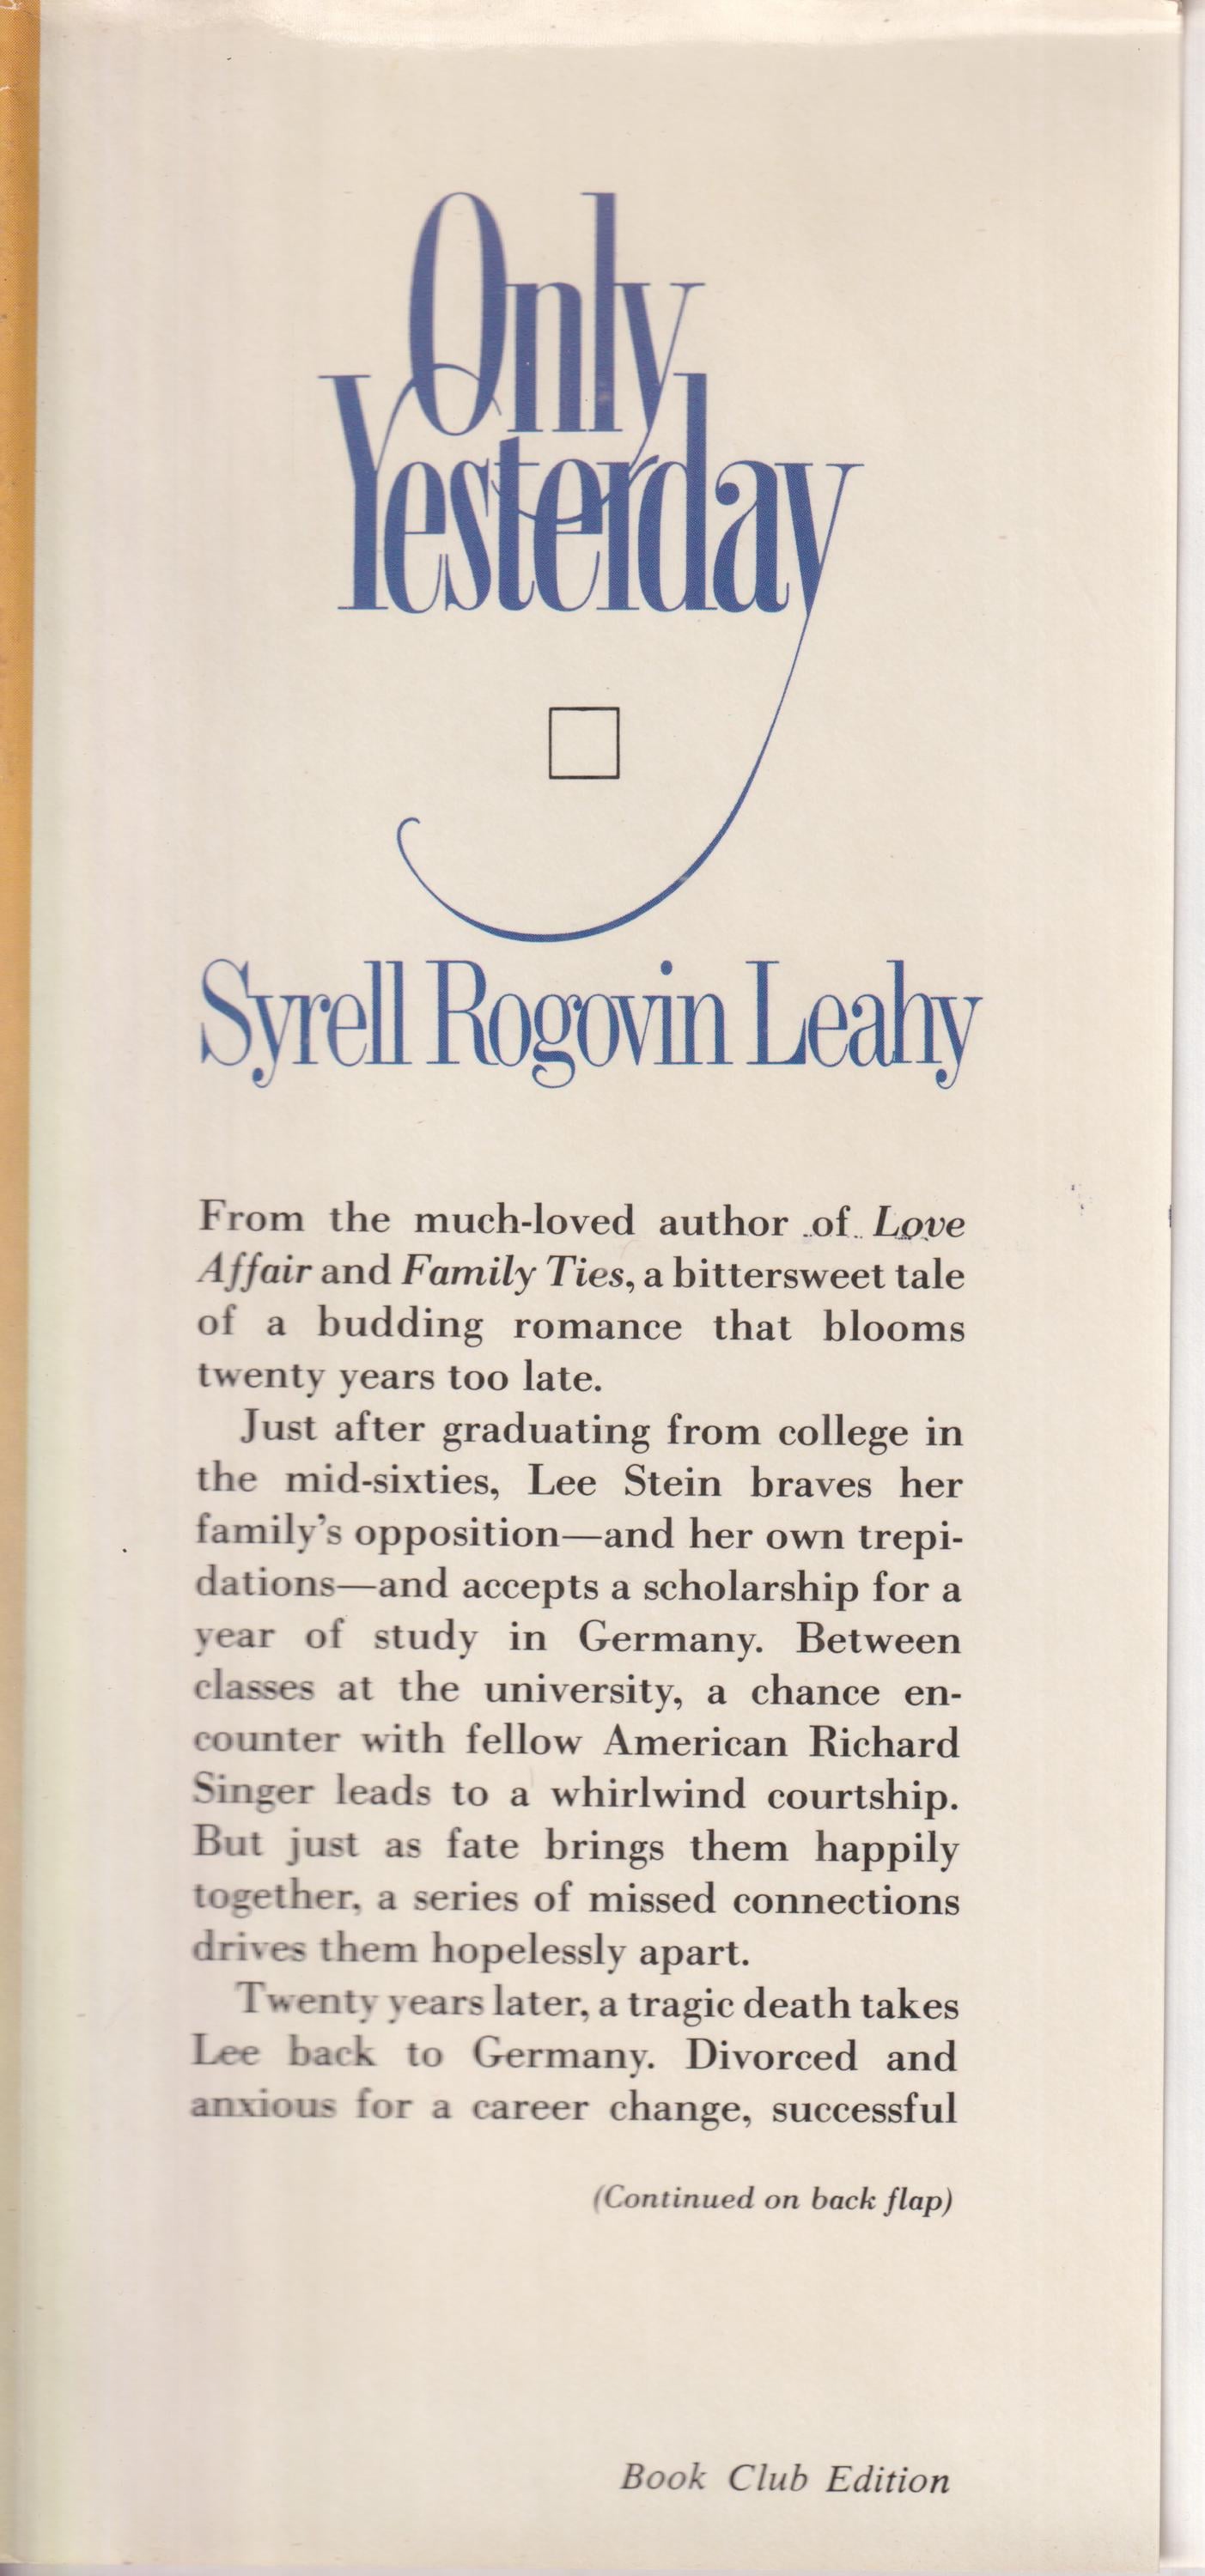 Only
Yesterday
Syrell Rogovin Leahy
From the much-loved author of Love
Affair and Family Ties, a bittersweet tale
of a budding romance that blooms
twenty years too late.
Just after graduating from college in
the mid-sixties, Lee Stein braves her
family's opposition—and her own trepi-
dations—and accepts a scholarship for a
year of study in Germany. Between
classes at the university, a chance en-
counter with fellow American Richard
Singer leads to a whirlwind courtship.
But just as fate brings them happily
together, a series of missed connections
drives them hopelessly apart.
Twenty years later, a tragic death takes
Lee back to Germany. Divorced and
anxious for a career change, successful
(Continued on back flap)
Book Club Edition